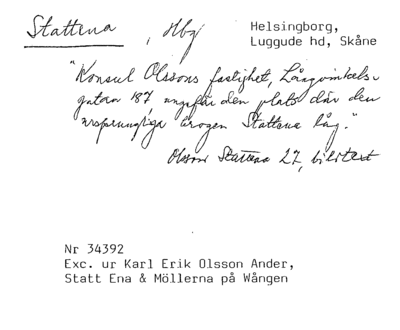 Stattena, Hbg
Helsingborg,
Luggude hd, Skåne
"Konsul Olssons fastighet, Långvinkels-
gatan 187, ungefär den plats där den
ursprungliga krogen Stattena låg."
Olsson Stattena 27, bildtext
Nr 34392
Exc. ur Karl Erik Olsson Ander,
Statt Ena & Möllerna på Wången